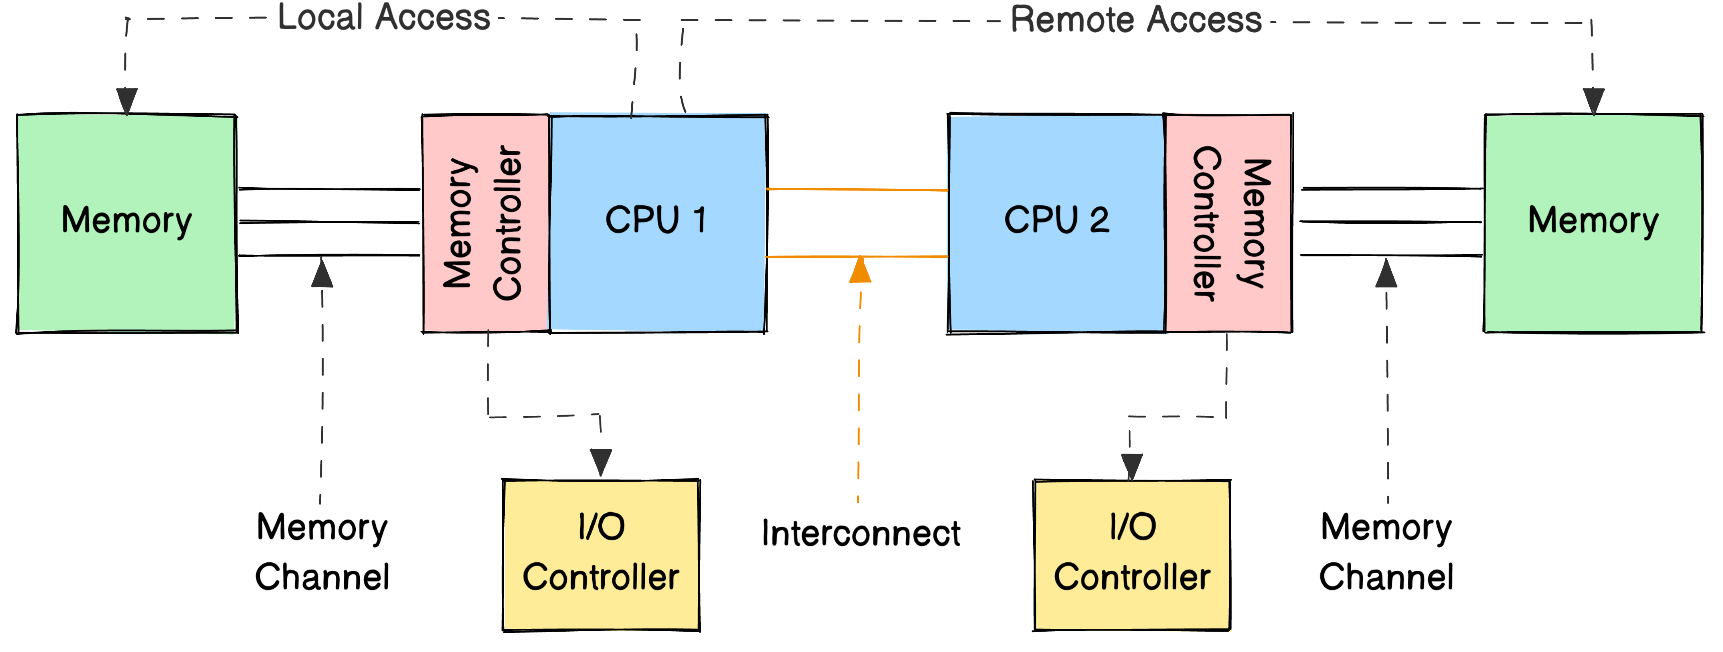 Local Access
Remote Access
Memory
Memory
Controller
CPU 1
CPU 2
Memory
Controller
Memory
Memory
Channel
I/O
Controller
Interconnect
I/O
Controller
Memory
Channel